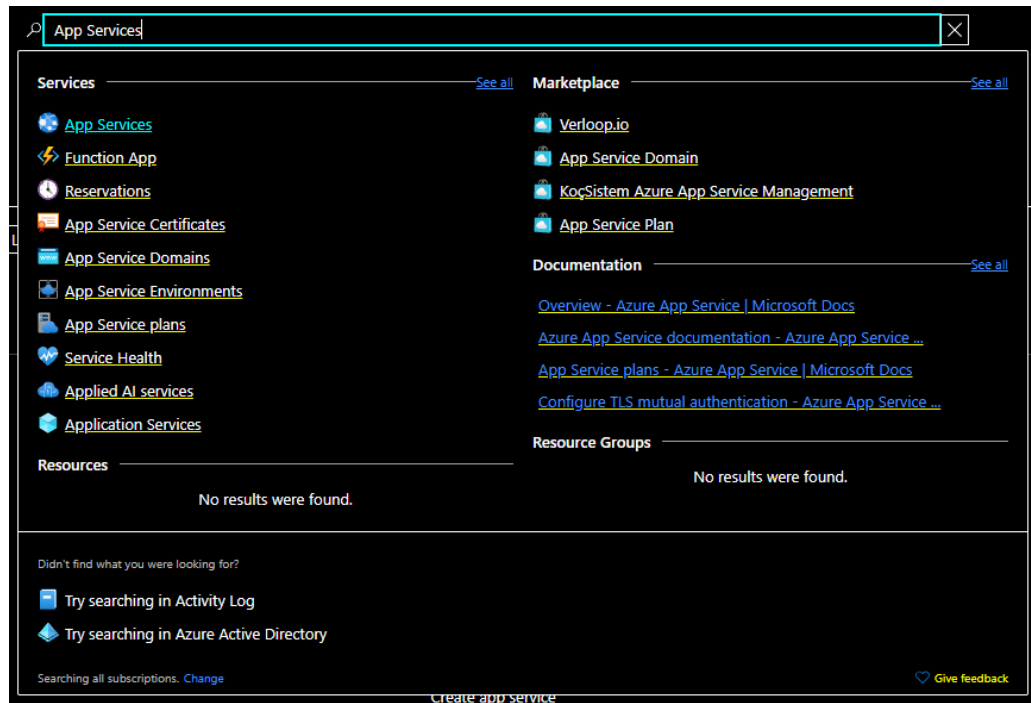 App Services
Services
See all
App Services
Function App
Reservations
App Service Certificates
App Service Domains
App Service Environments
App Service plans
Service Health
Applied AI services
Application Services
Resources
No results were found.
Marketplace
See all
Verloop.io
App Service Domain
KoçSistem Azure App Service Management
App Service Plan
Documentation
See all
Overview - Azure App Service | Microsoft Docs
Azure App Service documentation - Azure App Service ...
App Service plans - Azure App Service | Microsoft Docs
Configure TLS mutual authentication - Azure App Service ...
Resource Groups
No results were found.
Didn't find what you were looking for?
Try searching in Activity Log
Try searching in Azure Active Directory
Searching all subscriptions. Change
Give feedback
Create app service